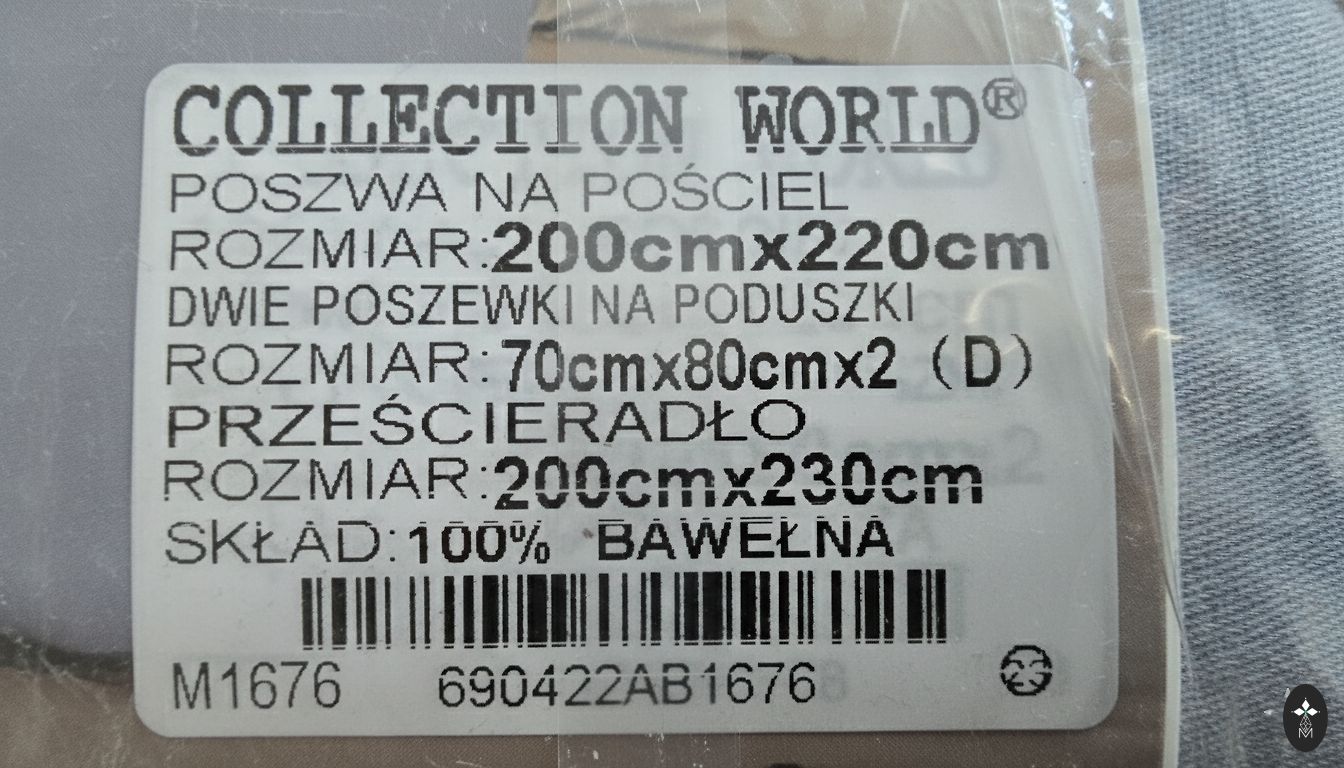 COLLECTION WORLD®
POSZWA NA POŚCIEL
ROZMIAR:200cmx220cm
DWIE POSZEWKI NA PODUSZKI
ROZMIAR:70cmx80cmx2 (D)
PRZEŚCIERADŁO
ROZMIAR:200cmx230cm
SKŁAD:100% BAWEŁNA
M1676 690422AB1676
M